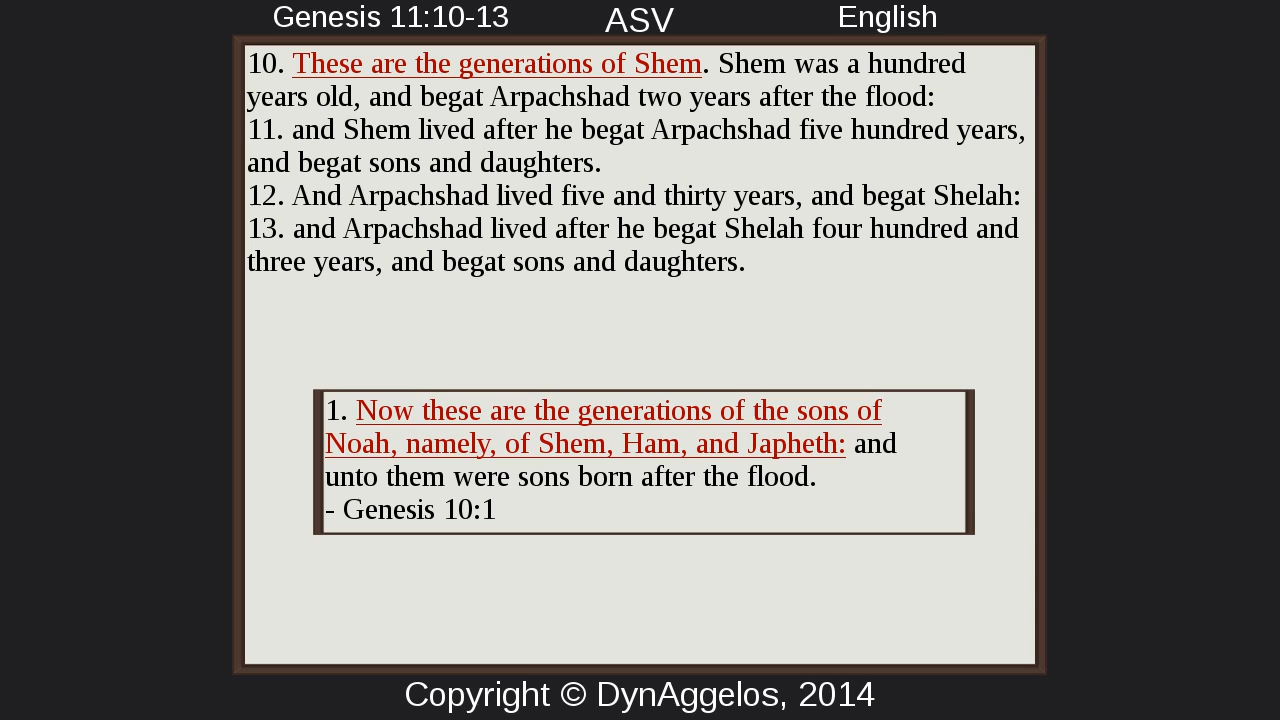 Genesis 11:10-13 ASV English
10. These are the generations of Shem. Shem was a hundred
years old, and begat Arpachshad two years after the flood:
11. and Shem lived after he begat Arpachshad five hundred years,
and begat sons and daughters.
12. And Arpachshad lived five and thirty years, and begat Shelah:
13. and Arpachshad lived after he begat Shelah four hundred and
three years, and begat sons and daughters.
1. Now these are the generations of the sons of
Noah, namely, of Shem, Ham, and Japheth: and
unto them were sons born after the flood.
- Genesis 10:1
Copyright © DynAggelos, 2014